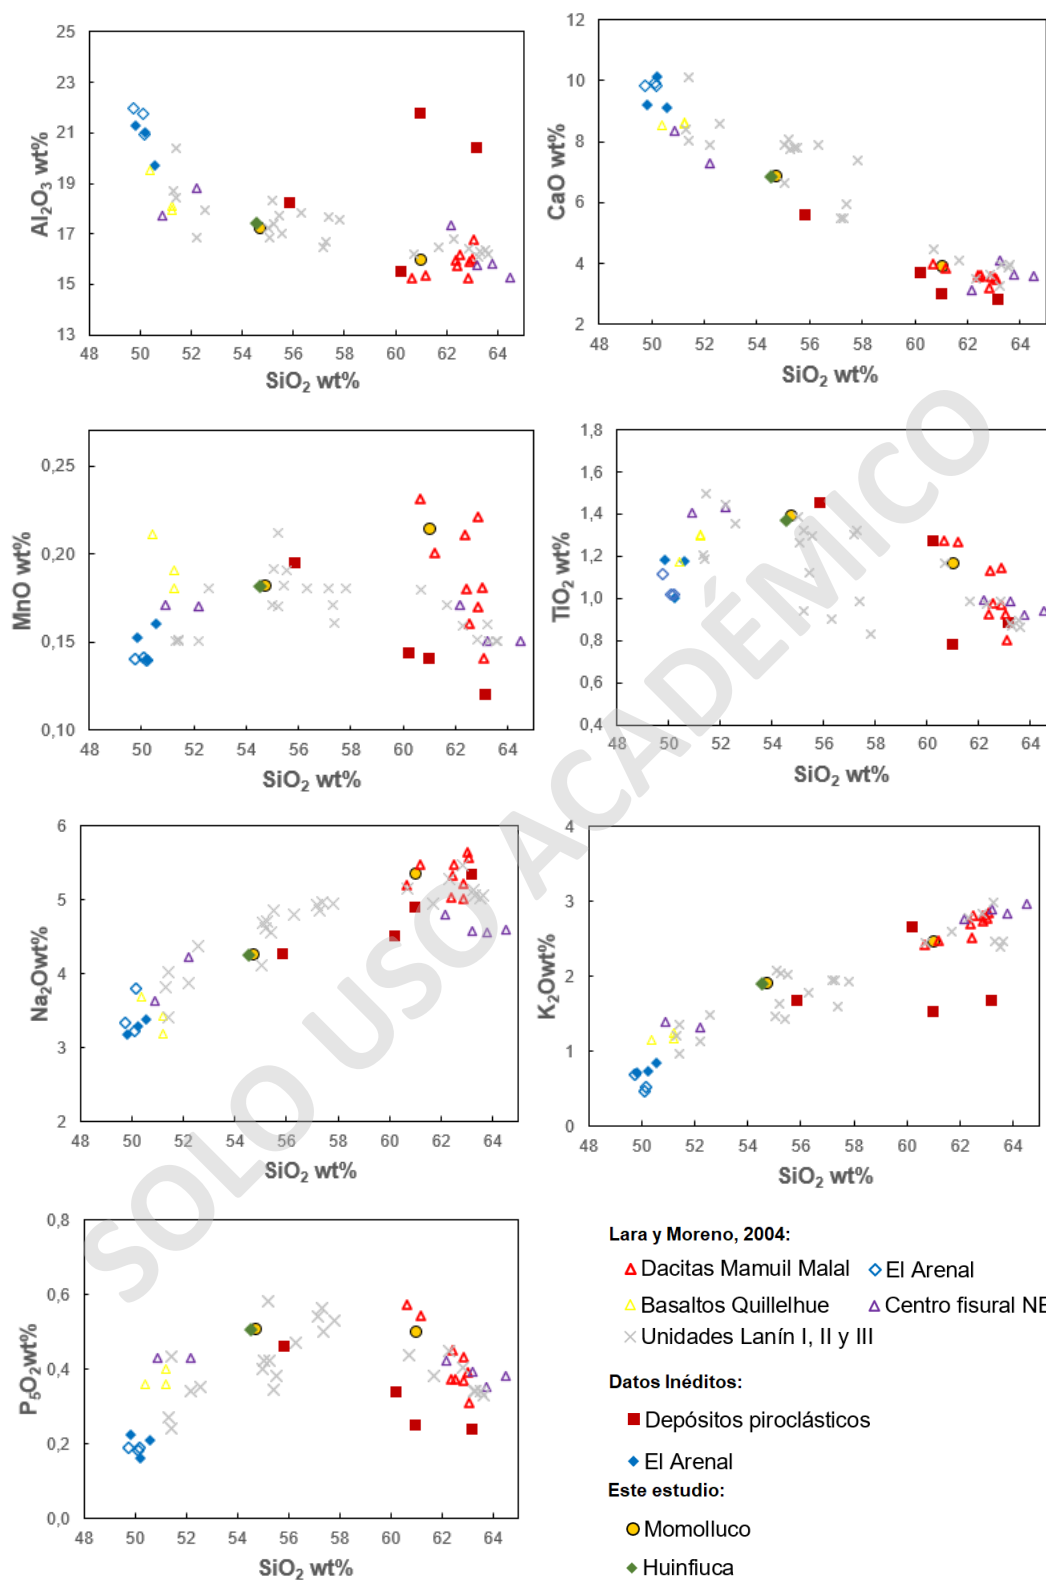 25
23
21
19
17
15
13
Al₂O₃ wt%
48 50 52 54 56 58 60 62 64
SiO₂ wt%
12
10
8
6
4
2
CaO wt%
48 50 52 54 56 58 60 62 64
SiO₂ wt%
0,25
0,20
0,15
0,10
MnO wt%
48 50 52 54 56 58 60 62 64
SiO₂ wt%
1,8
1,6
1,4
1,2
1,0
0,8
0,6
0,4
TiO₂ wt%
48 50 52 54 56 58 60 62 64
SiO₂ wt%
6
5
4
3
2
Na₂Owt%
48 50 52 54 56 58 60 62 64
SiO₂ wt%
4
3
2
1
0
K₂Owt%
48 50 52 54 56 58 60 62 64
SiO₂ wt%
0,8
0,6
0,4
0,2
0,0
P₅O₂wt%
48 50 52 54 56 58 60 62 64
SiO₂ wt%
Lara y Moreno, 2004:
Dacitas Mamuil Malal El Arenal
Basaltos Quillelhue Centro fisural NE
Unidades Lanín I, II y III
Datos Inéditos:
Depósitos piroclásticos
El Arenal
Este estudio:
Momolluco
Huinfiuca
SOLO USO ACADÉMICO